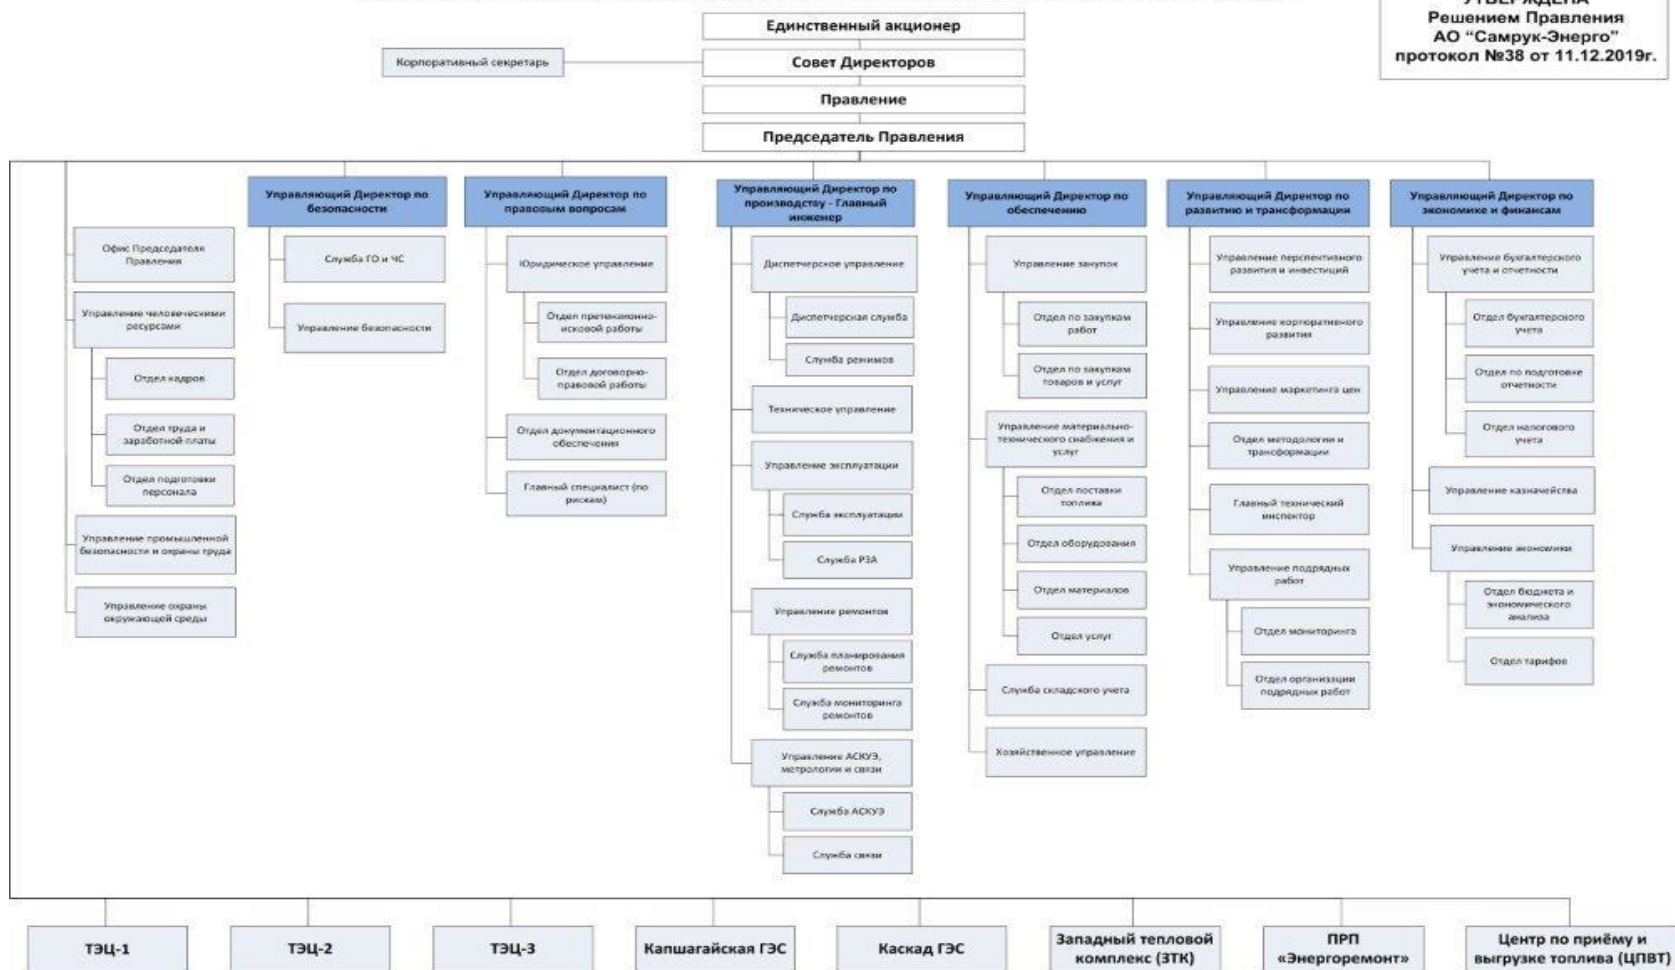 УТВЕРЖДЕНА
Решением Правления
АО “Самрук-Энерго”
протокол №38 от 11.12.2019г.
Единственный акционер
Корпоративный секретарь
Совет Директоров
Правление
Председатель Правления
Офис Председателя
Правления
Управление человеческими
ресурсами
Отдел кадров
Отдел труда и
заработной платы
Отдел подготовки
персонала
Управление промышленной
безопасности и охраны труда
Управление охраны
окружающей среды
Управляющий Директор по
безопасности
Служба ГО и ЧС
Управление безопасности
Управляющий Директор по
правовым вопросам
Юридическое управление
Отдел претензионно-
исковой работы
Отдел договорно-
правовой работы
Отдел документационного
обеспечения
Главный специалист (по
рискам)
Управляющий Директор по
производству - Главный
инженер
Диспетчерское управление
Диспетчерская служба
Служба режимов
Техническое управление
Управление эксплуатации
Служба эксплуатации
Служба РЗА
Управление ремонтов
Служба планирования
ремонтов
Служба мониторинга
ремонтов
Управление АСКУЭ,
метрологии и связи
Служба АСКУЭ
Служба связи
Управляющий Директор по
обеспечению
Управление закупок
Отдел по закупкам
работ
Отдел по закупкам
товаров и услуг
Управление материально-
технического снабжения и
услуг
Отдел поставки
топлива
Отдел оборудования
Отдел материалов
Отдел услуг
Служба складского учета
Хозяйственное управление
Управляющий Директор по
развитию и трансформации
Управление перспективного
развития и инвестиций
Управление корпоративного
развития
Управление маркетинга цен
Отдел методологии и
трансформации
Главный технический
инспектор
Управление подрядных
работ
Отдел мониторинга
Отдел организации
подрядных работ
Управляющий Директор по
экономике и финансам
Управление бухгалтерского
учета и отчетности
Отдел бухгалтерского
учета
Отдел по подготовке
отчетности
Отдел налогового
учета
Управление казначейства
Управление экономики
Отдел бюджета и
экономического
анализа
Отдел тарифов
ТЭЦ-1
ТЭЦ-2
ТЭЦ-3
Капшагайская ГЭС
Каскад ГЭС
Западный тепловой
комплекс (ЗТК)
ПРП
«Энергоремонт»
Центр по приёму и
выгрузке топлива (ЦПВТ)